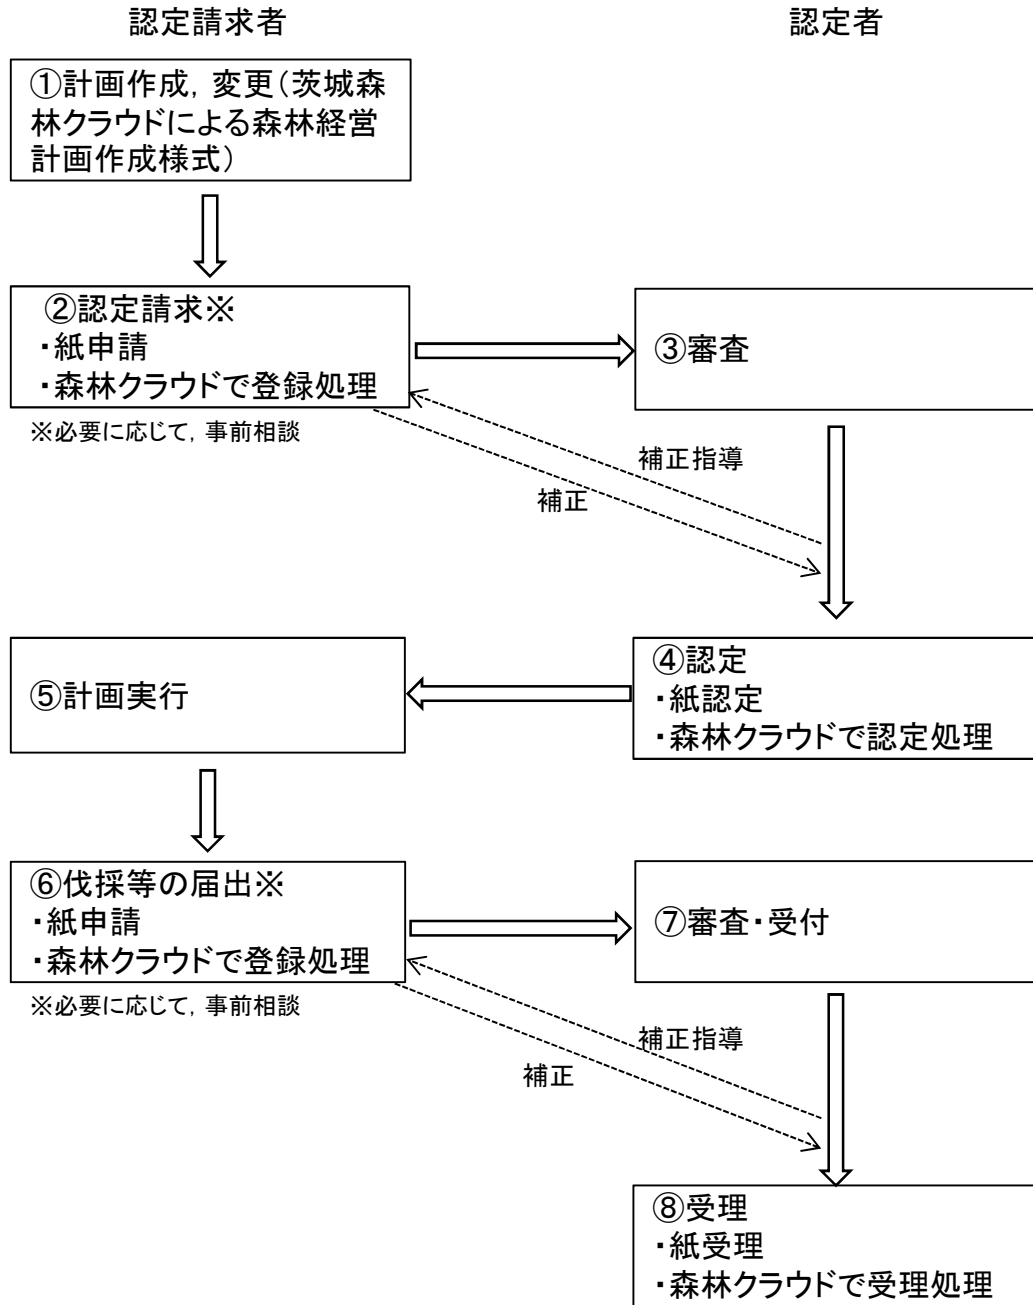 認定請求者
認定者
①計画作成，変更（茨城森
林クラウドによる森林経営
計画作成様式）
②認定請求※
・紙申請
・森林クラウドで登録処理
※必要に応じて，事前相談
③審査
補正指導
補正
④認定
・紙認定
・森林クラウドで認定処理
⑤計画実行
⑥伐採等の届出※
・紙申請
・森林クラウドで登録処理
※必要に応じて，事前相談
⑦審査・受付
補正指導
補正
⑧受理
・紙受理
・森林クラウドで受理処理